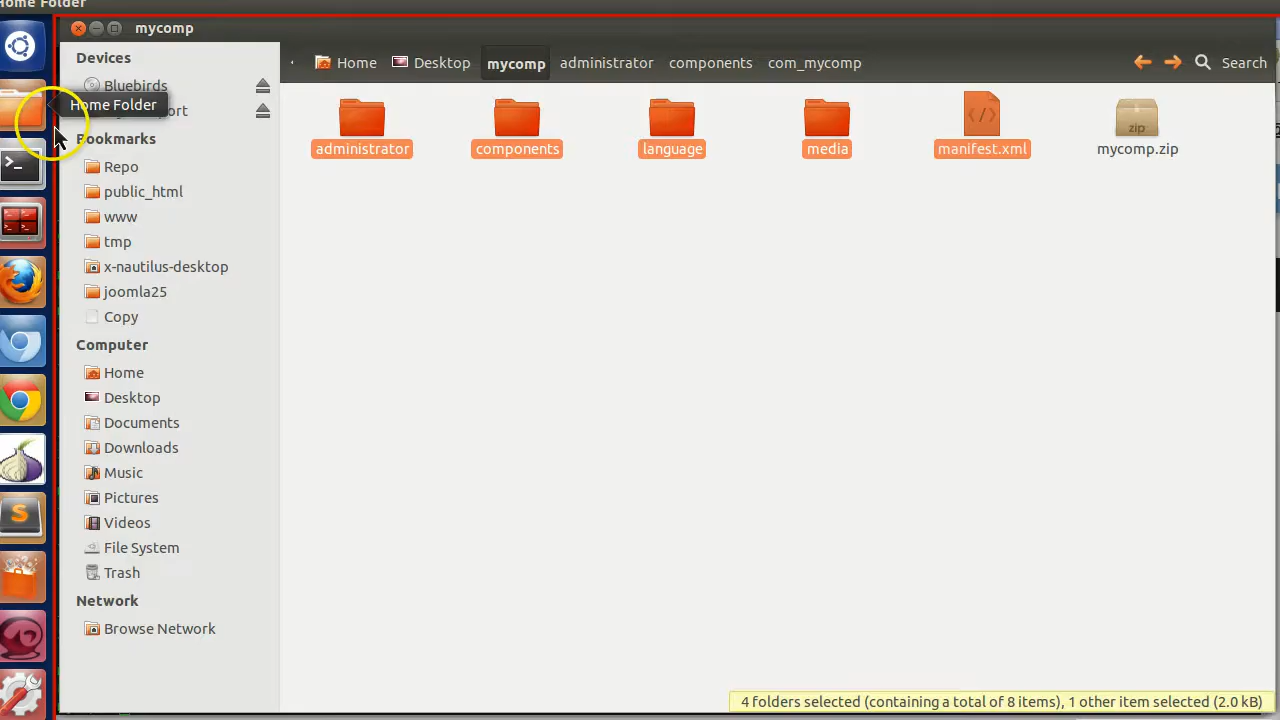 Home Folder
mycomp
Home Desktop mycomp administrator components com_mycomp Search
Devices
Bluebirds
Home Folder
Bookmarks
Repo
public_html
www
tmp
x-nautilus-desktop
joomla25
Copy
Computer
Home
Desktop
Documents
Downloads
Music
Pictures
Videos
File System
Trash
Network
Browse Network
administrator components language media manifest.xml mycomp.zip
zip
4 folders selected (containing a total of 8 items), 1 other item selected (2.0 kB)